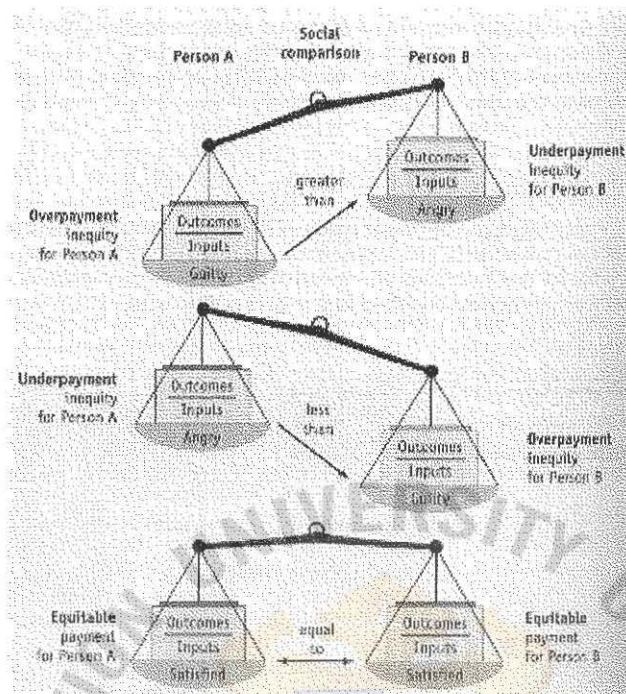 Social
Person A comparison Person B
Outcomes
Inputs
Angry
Underpayment
Inequity
for Person B
greater
than
Overpayment
inequity
for Person A
Outcomes
Inputs
Guilty
Underpayment
inequity
for Person A
Outcomes
Inputs
Angry
less
than
Outcomes
Inputs
Guilty
Overpayment
Inequity
for Person B
Equitable
payment
for Person A
Outcomes
Inputs
Satisfied
equal
to
Outcomes
Inputs
Satisfied
Equitable
payment
for Person B
UNIVERSITY